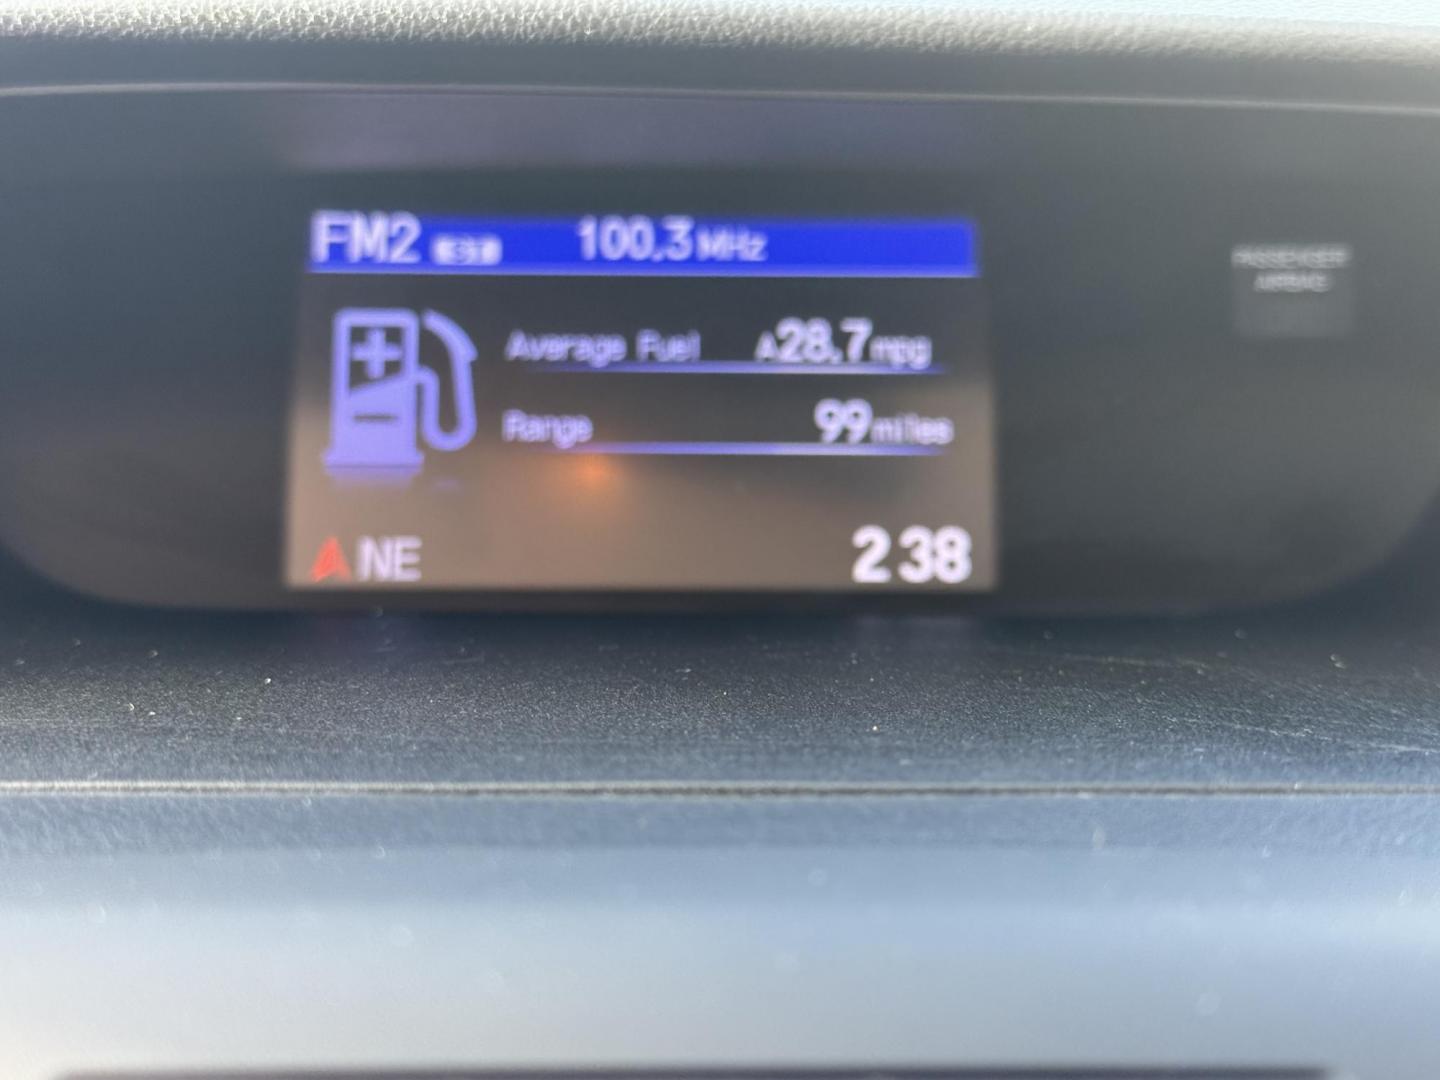 FM2 ST 100.3 MHz
Average Fuel A28.7 mpg
Range 99 miles
NE 2 38
PASSENGER
AIRBAG